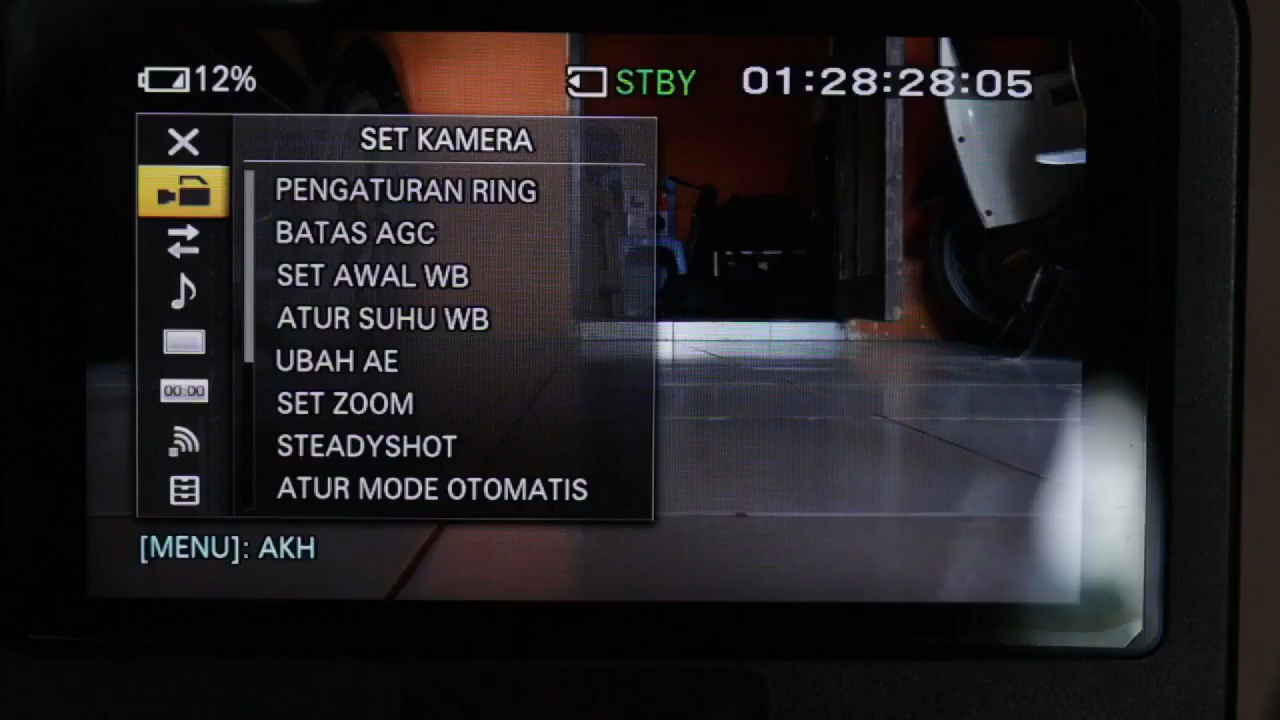 12%
STBY
01:28:28:05
SET KAMERA
PENGATURAN RING
BATAS AGC
SET AWAL WB
ATUR SUHU WB
UBAH AE
SET ZOOM
STEADYSHOT
ATUR MODE OTOMATIS
00:00
[MENU]: AKH